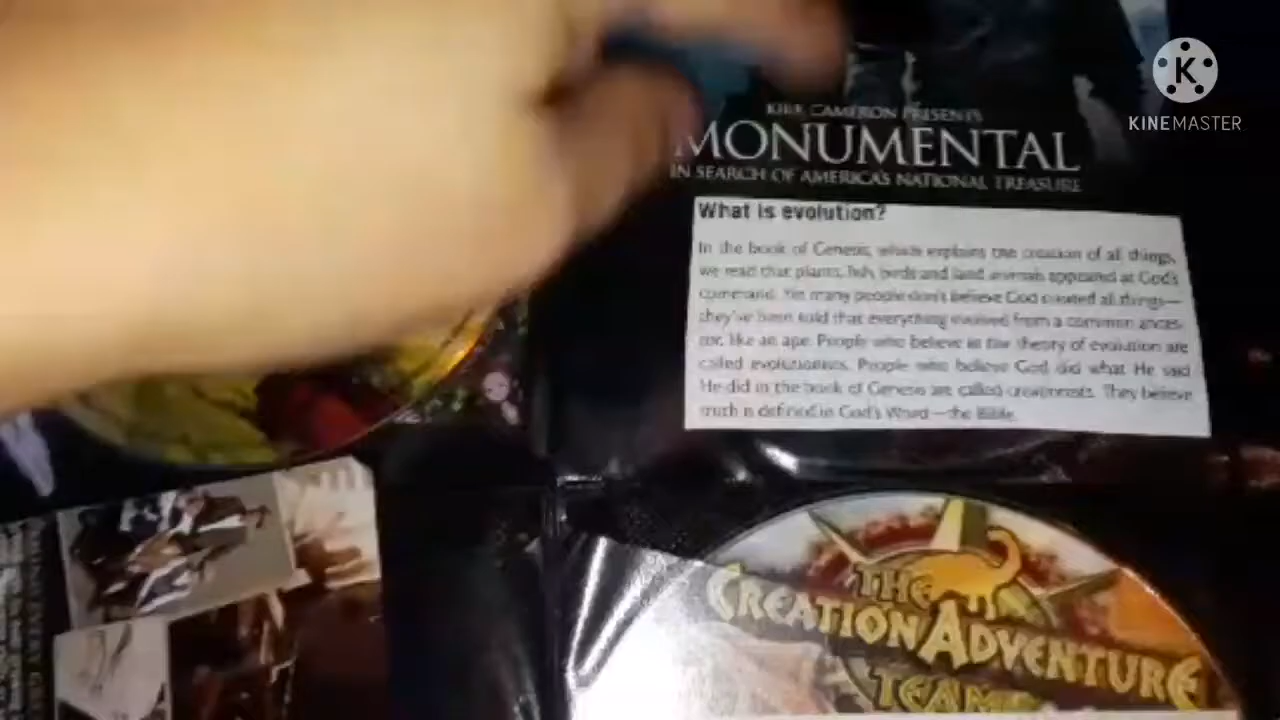 KINEMASTER
KIRK CAMERON PRESENTS
MONUMENTAL
IN SEARCH OF AMERICA'S NATIONAL TREASURE
What is evolution?
In the book of Genesis, which explains the creation of all things,
we read that plants, fish, birds and land animals appeared at God's
command. Yet many people don't believe God created all things—
they've been told that everything evolved from a common ances-
tor, like an ape. People who believe in the theory of evolution are
called evolutionists. People who believe God did what He said
He did in the book of Genesis are called creationists. They believe
truth is defined in God's Word—the Bible.
THE
CREATION ADVENTURE
TEAM